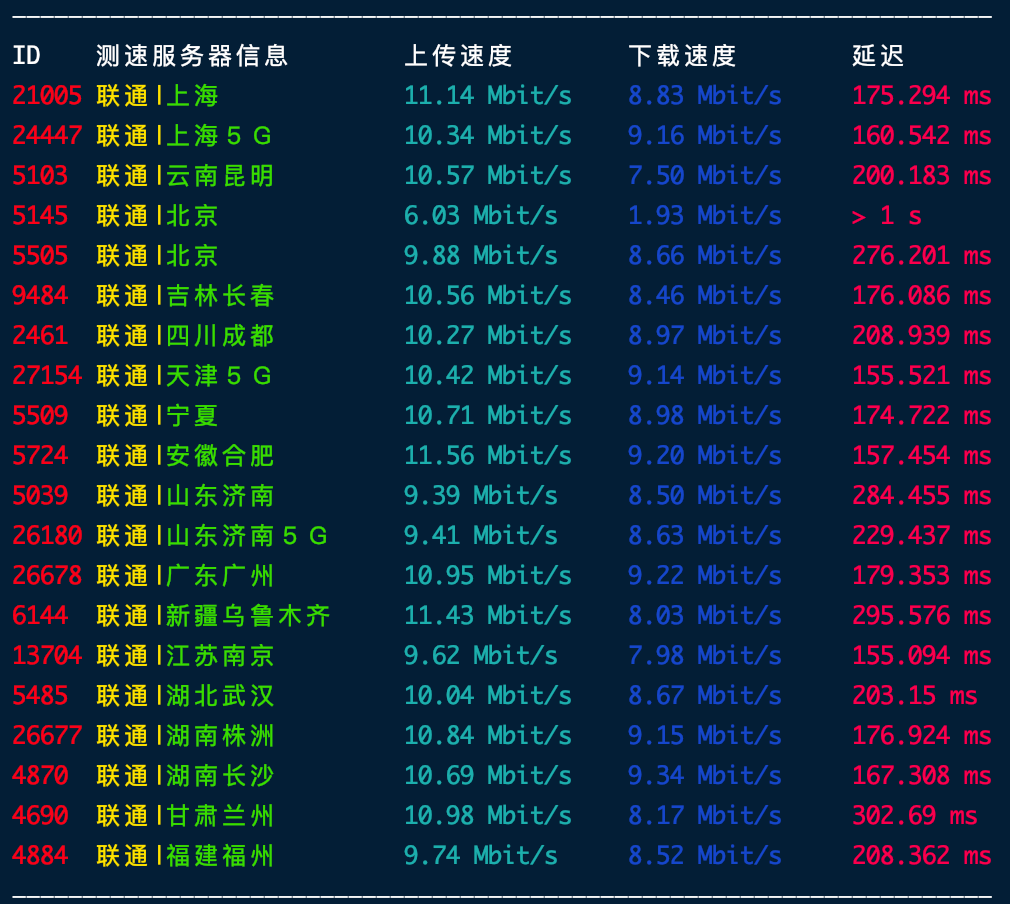 ID 测速服务器信息 上传速度 下载速度 延迟
21005 联通|上海 11.14 Mbit/s 8.83 Mbit/s 175.294 ms
24447 联通|上海５Ｇ 10.34 Mbit/s 9.16 Mbit/s 160.542 ms
5103 联通|云南昆明 10.57 Mbit/s 7.50 Mbit/s 200.183 ms
5145 联通|北京 6.03 Mbit/s 1.93 Mbit/s > 1 s
5505 联通|北京 9.88 Mbit/s 8.66 Mbit/s 276.201 ms
9484 联通|吉林长春 10.56 Mbit/s 8.46 Mbit/s 176.086 ms
2461 联通|四川成都 10.27 Mbit/s 8.97 Mbit/s 208.939 ms
27154 联通|天津５Ｇ 10.42 Mbit/s 9.14 Mbit/s 155.521 ms
5509 联通|宁夏 10.71 Mbit/s 8.98 Mbit/s 174.722 ms
5724 联通|安徽合肥 11.56 Mbit/s 9.20 Mbit/s 157.454 ms
5039 联通|山东济南 9.39 Mbit/s 8.50 Mbit/s 284.455 ms
26180 联通|山东济南５Ｇ 9.41 Mbit/s 8.63 Mbit/s 229.437 ms
26678 联通|广东广州 10.95 Mbit/s 9.22 Mbit/s 179.353 ms
6144 联通|新疆乌鲁木齐 11.43 Mbit/s 8.03 Mbit/s 295.576 ms
13704 联通|江苏南京 9.62 Mbit/s 7.98 Mbit/s 155.094 ms
5485 联通|湖北武汉 10.04 Mbit/s 8.67 Mbit/s 203.15 ms
26677 联通|湖南株洲 10.84 Mbit/s 9.15 Mbit/s 176.924 ms
4870 联通|湖南长沙 10.69 Mbit/s 9.34 Mbit/s 167.308 ms
4690 联通|甘肃兰州 10.98 Mbit/s 8.17 Mbit/s 302.69 ms
4884 联通|福建福州 9.74 Mbit/s 8.52 Mbit/s 208.362 ms